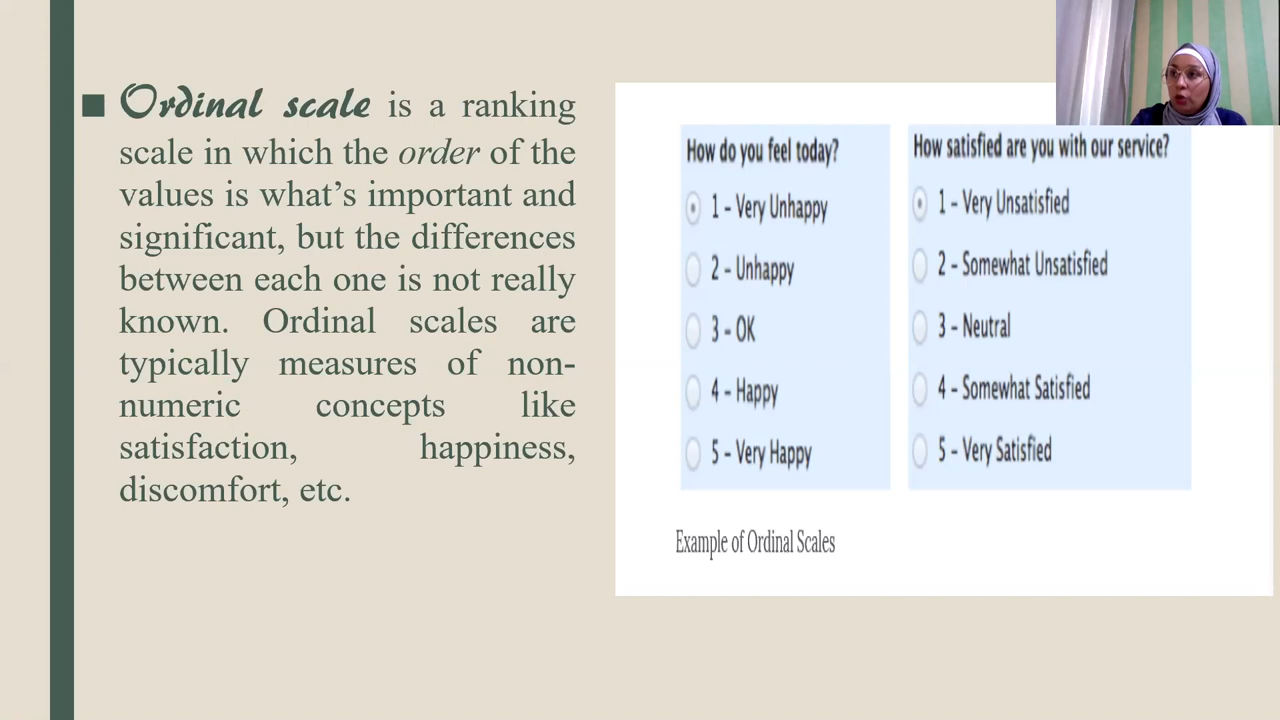 Ordinal scale is a ranking
scale in which the order of the
values is what’s important and
significant, but the differences
between each one is not really
known. Ordinal scales are
typically measures of non-
numeric concepts like
satisfaction, happiness,
discomfort, etc.
How do you feel today?
1 – Very Unhappy
2 – Unhappy
3 – OK
4 – Happy
5 – Very Happy
How satisfied are you with our service?
1 – Very Unsatisfied
2 – Somewhat Unsatisfied
3 – Neutral
4 – Somewhat Satisfied
5 – Very Satisfied
Example of Ordinal Scales